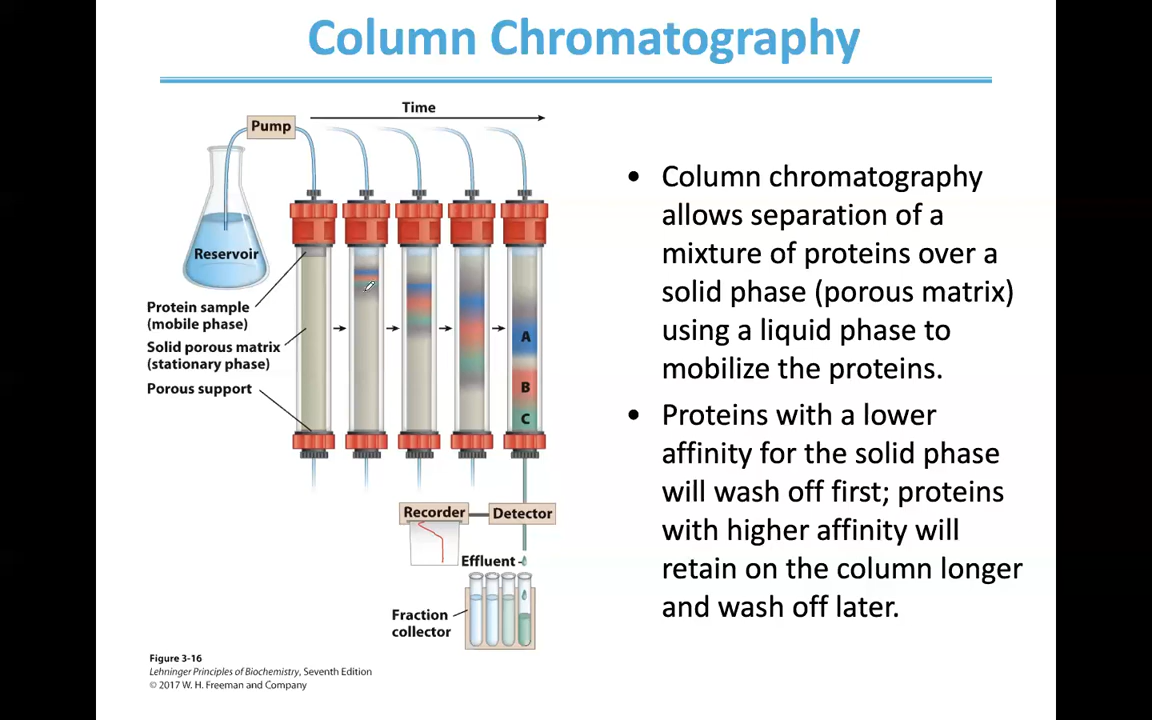 Column Chromatography
Time
Pump
Reservoir
Protein sample
(mobile phase)
Solid porous matrix
(stationary phase)
Porous support
A
B
C
Recorder
Detector
Effluent
Fraction
collector
Figure 3-16
Lehninger Principles of Biochemistry, Seventh Edition
© 2017 W. H. Freeman and Company
• Column chromatography
allows separation of a
mixture of proteins over a
solid phase (porous matrix)
using a liquid phase to
mobilize the proteins.
• Proteins with a lower
affinity for the solid phase
will wash off first; proteins
with higher affinity will
retain on the column longer
and wash off later.